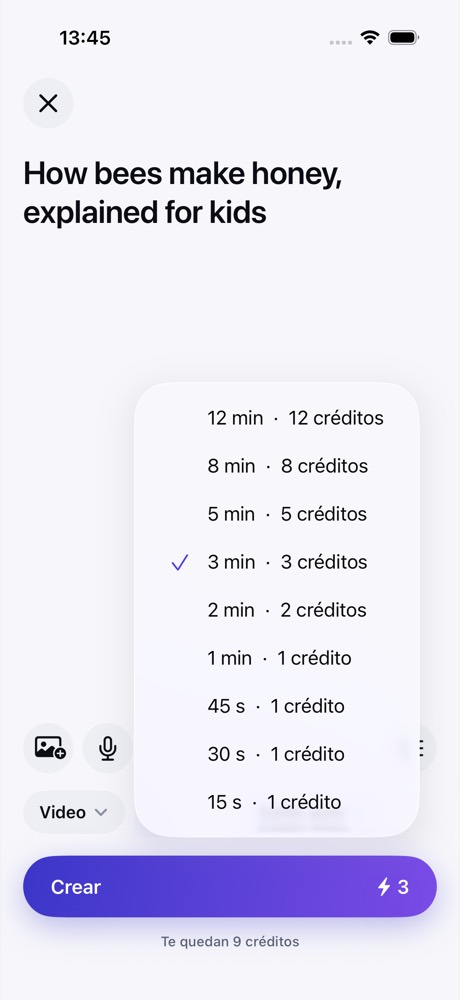 13:45
How bees make honey,
explained for kids
12 min · 12 créditos
8 min · 8 créditos
5 min · 5 créditos
3 min · 3 créditos
2 min · 2 créditos
1 min · 1 crédito
45 s · 1 crédito
30 s · 1 crédito
15 s · 1 crédito
Video
Crear 3
Te quedan 9 créditos